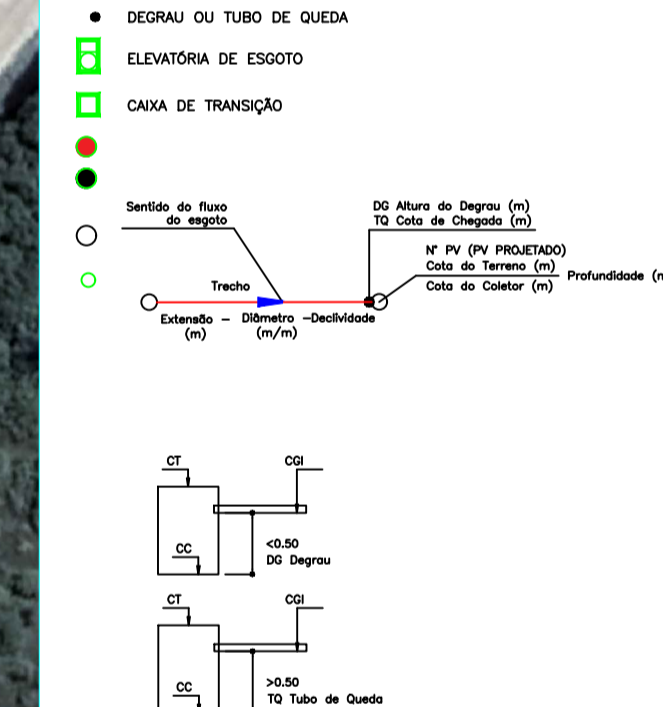 DEGRAU OU TUBO DE QUEDA
ELEVATÓRIA DE ESGOTO
CAIXA DE TRANSIÇÃO
Sentido do fluxo
do esgoto
DG Altura do Degrau (m)
TQ Cota de Chegada (m)
N° PV (PV PROJETADO)
Cota do Terreno (m)
Cota do Coletor (m)
Profundidade (m
Trecho
Extensão – Diâmetro –Declividade
(m) (m/m)
CT CGI
CC
<0.50
DG Degrau
CT CGI
CC
>0.50
TQ Tubo de Queda